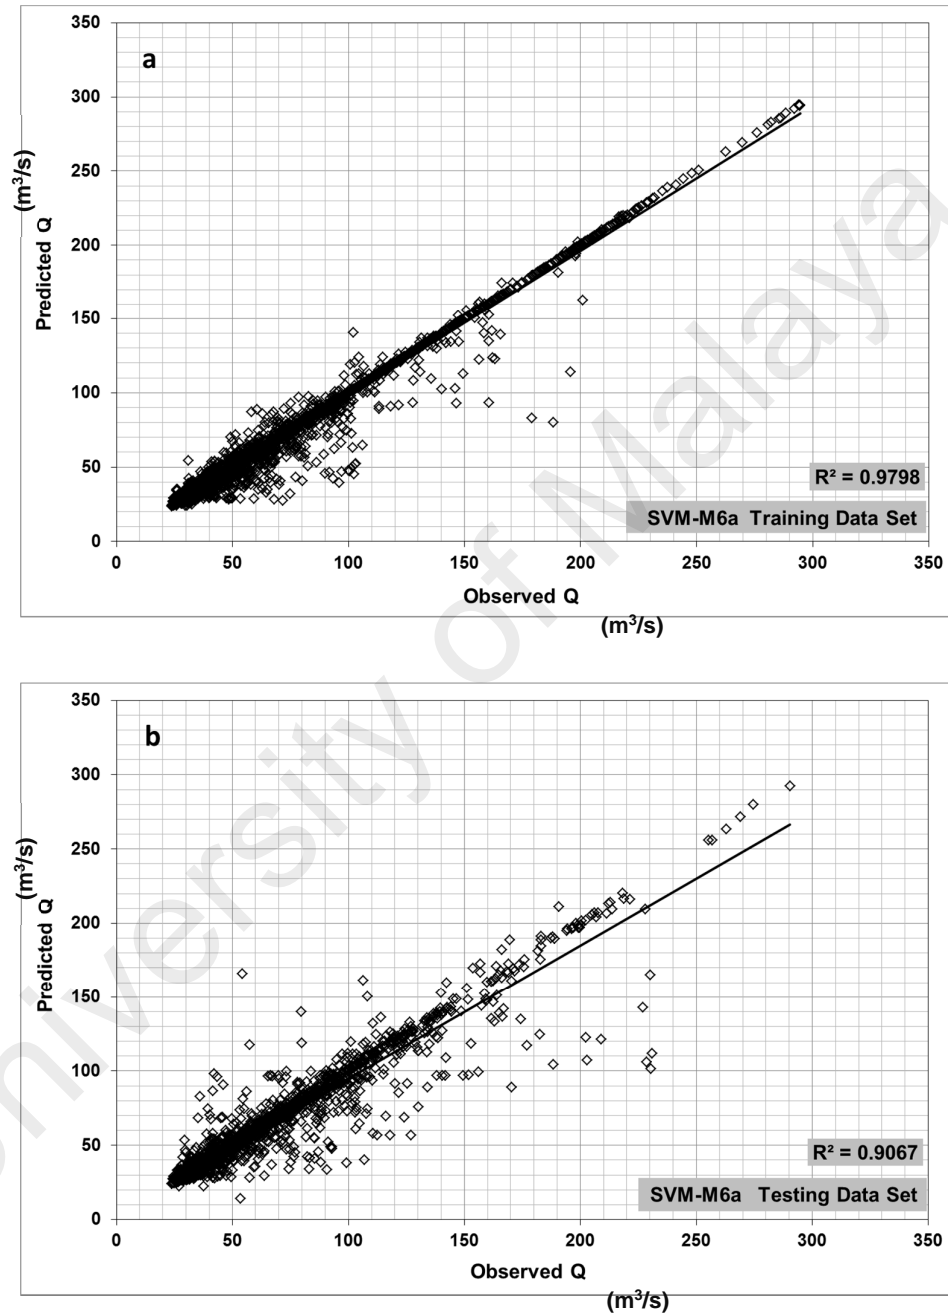 350
300
250
200
150
100
50
0
a
Predicted Q (m³/s)
R² = 0.9798
SVM-M6a Training Data Set
0 50 100 150 200 250 300 350
Observed Q
(m³/s)
350
300
250
200
150
100
50
0
b
Predicted Q (m³/s)
R² = 0.9067
SVM-M6a Testing Data Set
0 50 100 150 200 250 300 350
Observed Q
(m³/s)
University of Malaya